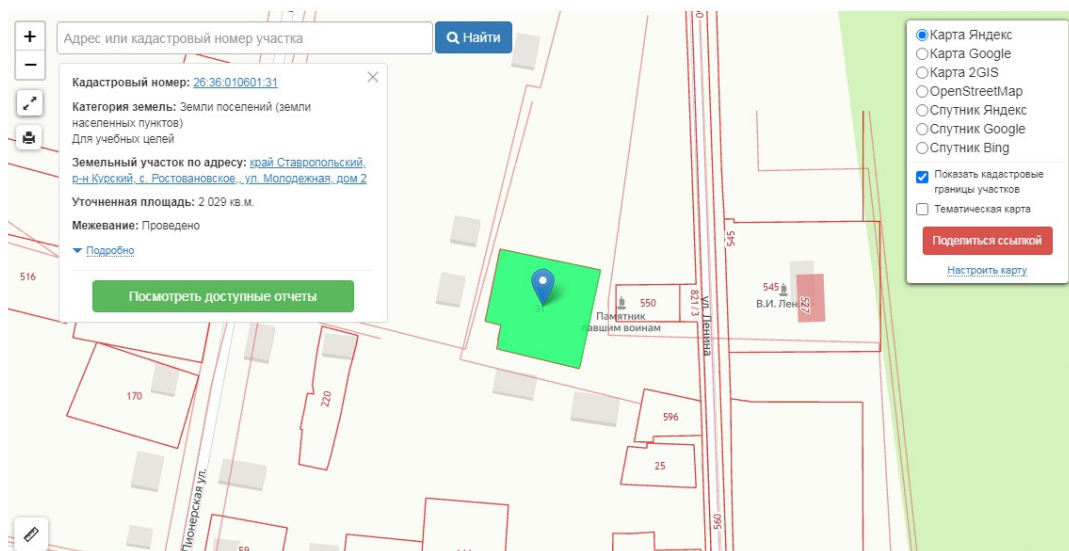 +
−
Адрес или кадастровый номер участка
Найти
Кадастровый номер: 26:36:010601:31
Категория земель: Земли поселений (земли
населенных пунктов)
Для учебных целей
Земельный участок по адресу: край Ставропольский,
р-н Курский, с. Ростовановское,, ул. Молодежная, дом 2
Уточненная площадь: 2 029 кв.м.
Межевание: Проведено
Подробно
Посмотреть доступные отчеты
Карта Яндекс
Карта Google
Карта 2GIS
OpenStreetMap
Спутник Яндекс
Спутник Google
Спутник Bing
Показать кадастровые
границы участков
Тематическая карта
Поделиться ссылкой
Настроить карту
516
170
220
31
Памятник
павшим воинам
550
821/3
ул. Ленина
545
545
В.И. Лен
527
596
25
560
Пионерская ул.
59